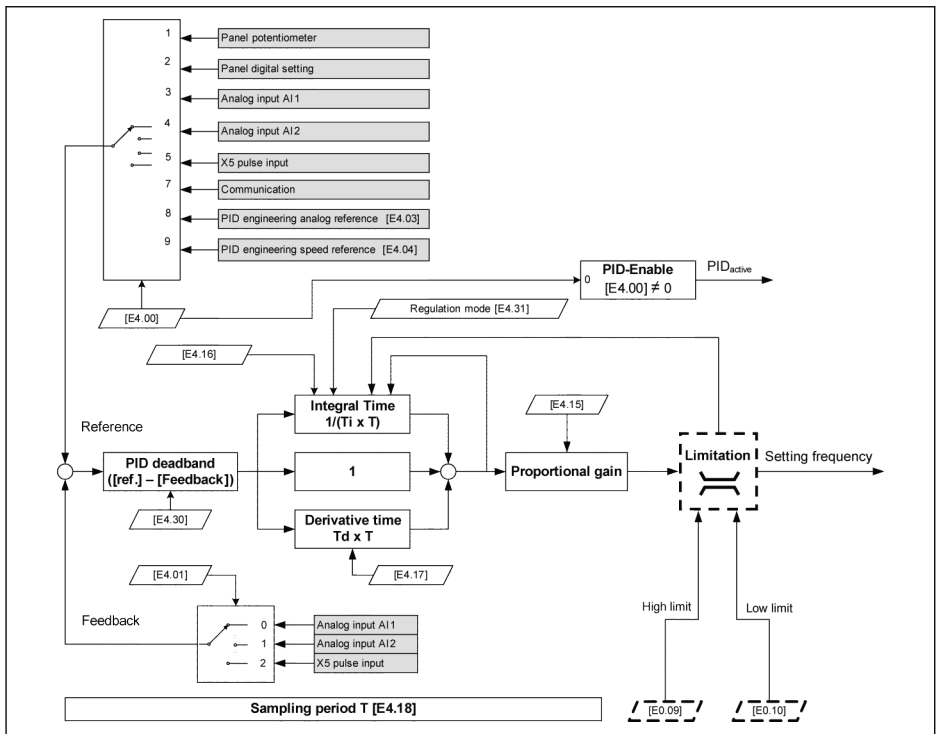 1 Panel potentiometer
2 Panel digital setting
3 Analog input AI1
4 Analog input AI2
5 X5 pulse input
7 Communication
8 PID engineering analog reference [E4.03]
9 PID engineering speed reference [E4.04]
[E4.00]
0
PID-Enable
[E4.00] ≠ 0
PIDactive
Regulation mode [E4.31]
[E4.16]
[E4.15]
Reference
PID deadband
([ref.] – [Feedback])
[E4.30]
Integral Time
1/(Ti x T)
1
Derivative time
Td x T
[E4.17]
Proportional gain
Limitation
Setting frequency
[E4.01]
Feedback
0 Analog input AI1
1 Analog input AI2
2 X5 pulse input
High limit
Low limit
[E0.09]
[E0.10]
Sampling period T [E4.18]